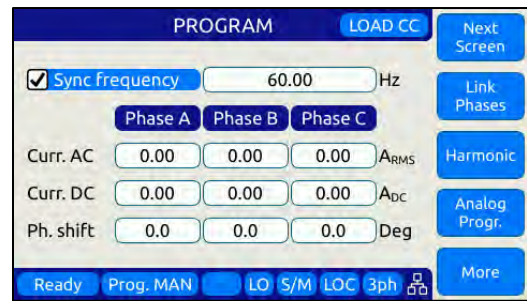 PROGRAM LOAD CC
Sync frequency 60.00 Hz
Phase A Phase B Phase C
Curr. AC 0.00 0.00 0.00 ARMS
Curr. DC 0.00 0.00 0.00 ADC
Ph. shift 0.0 0.0 0.0 Deg
Ready Prog. MAN LO S/M LOC 3ph
Next
Screen
Link
Phases
Harmonic
Analog
Progr.
More